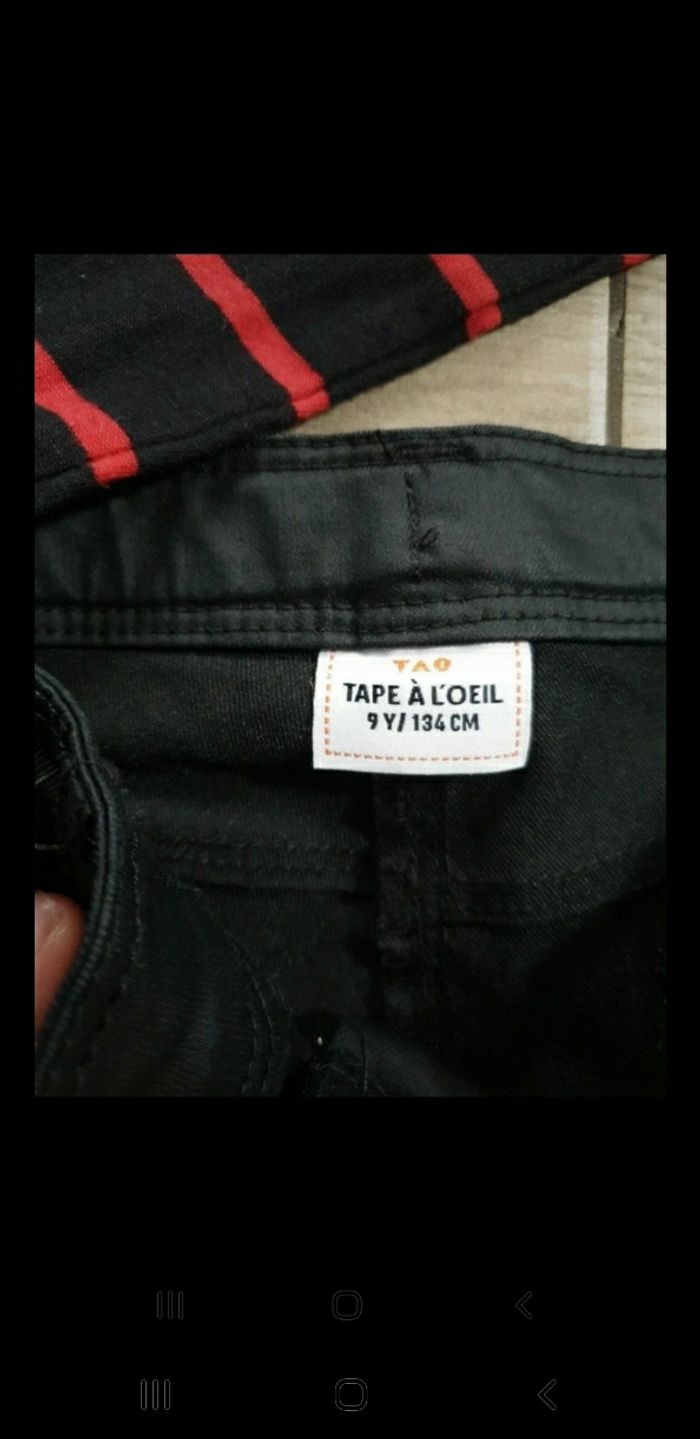 TAO
TAPE À L'OEIL
9 Y/ 134 CM